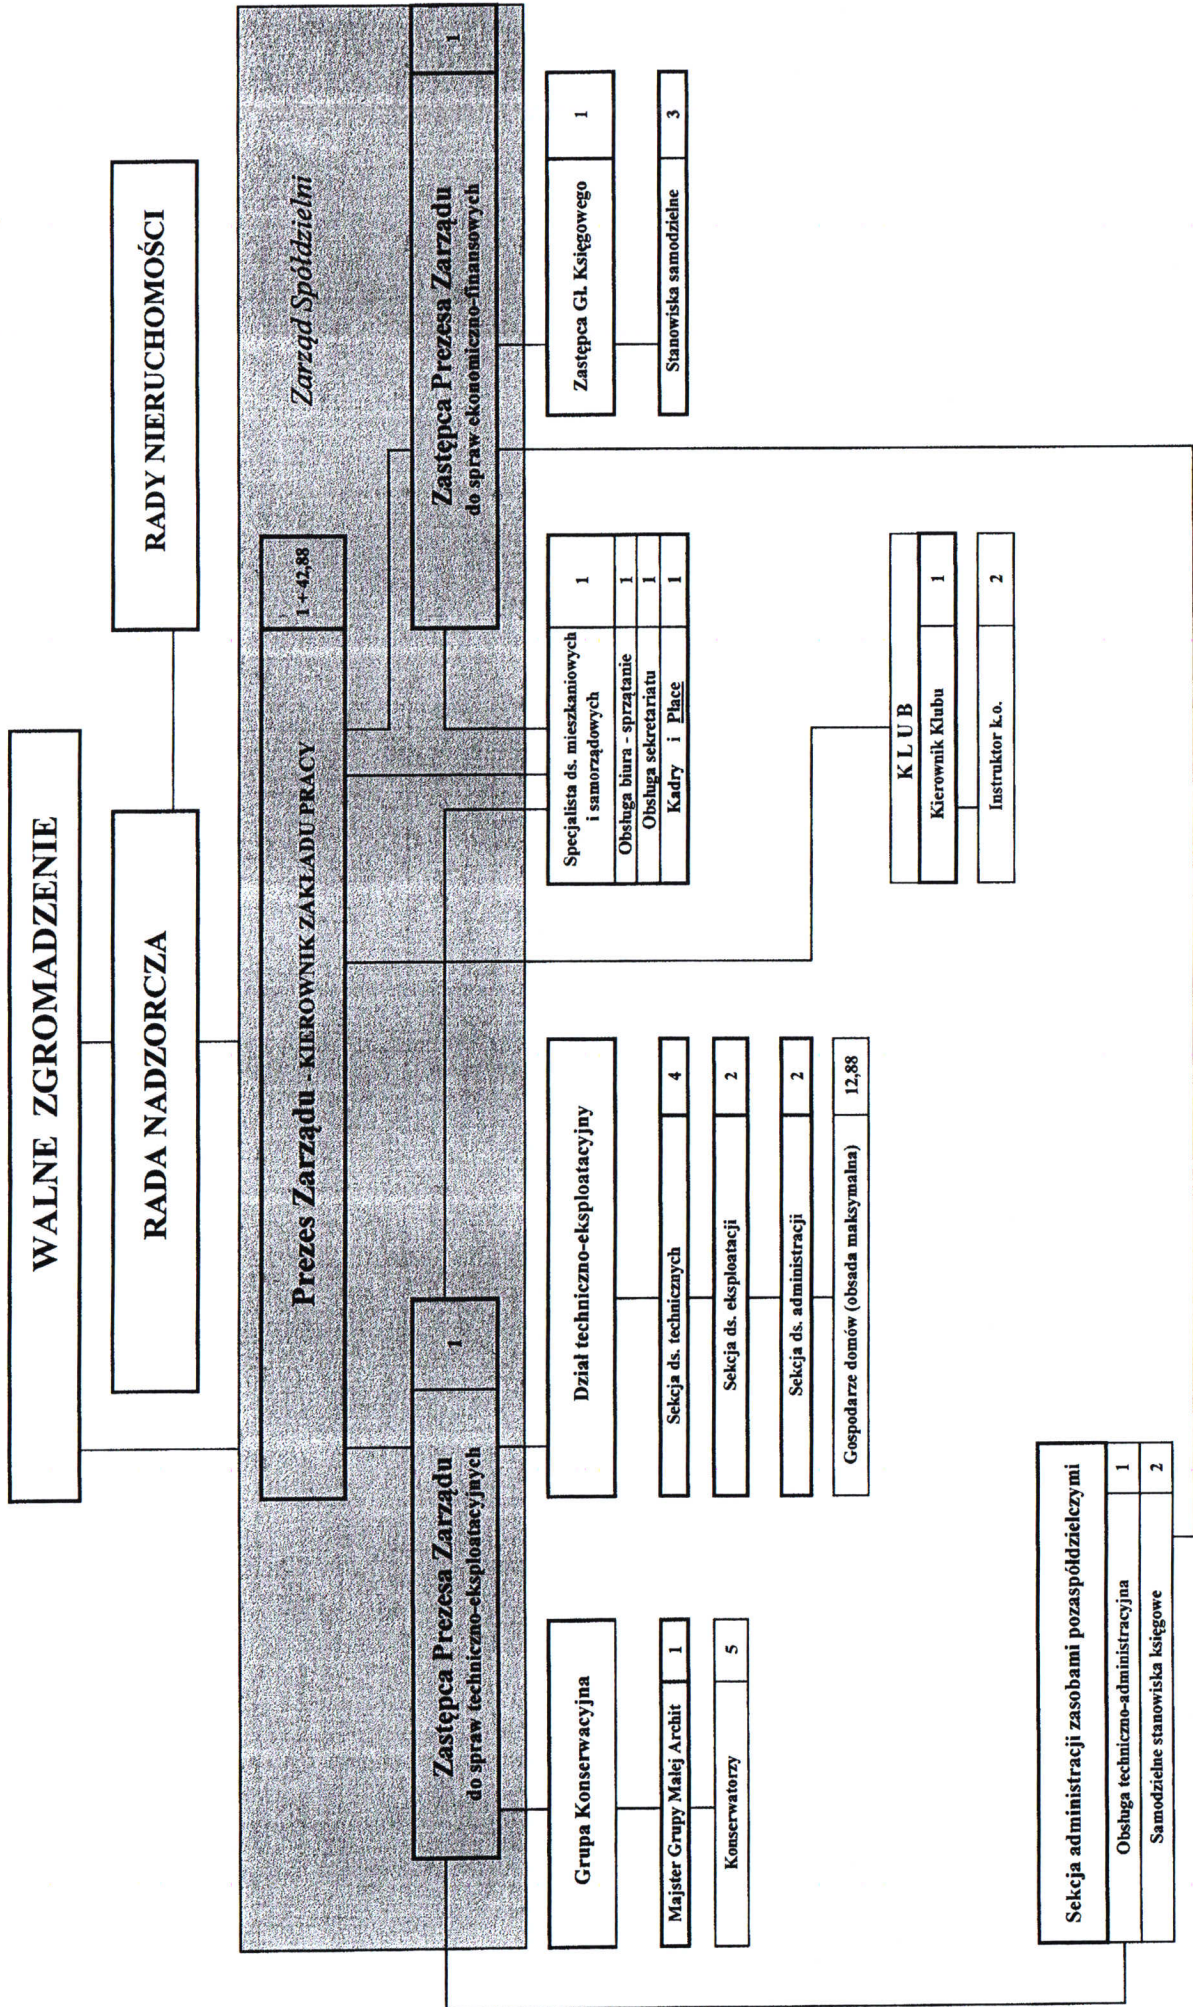 WALNE ZGROMADZENIE
RADA NADZORCZA
RADY NIERUCHOMOŚCI
Zarząd Spółdzielni
Prezes Zarządu - KIEROWNIK ZAKŁADU PRACY
1 + 42,88
Zastępca Prezesa Zarządu
do spraw techniczno-eksploatacyjnych
1
Zastępca Prezesa Zarządu
do spraw ekonomiczno-finansowych
1
Grupa Konserwacyjna
Majster Grupy Małej Archit
1
Konserwatorzy
5
Dział techniczno-eksploatacyjny
Sekcja ds. technicznych
4
Sekcja ds. eksploatacji
2
Sekcja ds. administracji
2
Gospodarze domów (obsada maksymalna)
12,88
Specjalista ds. mieszkaniowych
i samorządowych
1
Obsługa biura - sprzątanie
1
Obsługa sekretariatu
1
Kadry i Płace
1
Zastępca Gł. Księgowego
1
Stanowiska samodzielne
3
K L U B
Kierownik Klubu
1
Instruktor k.o.
2
Sekcja administracji zasobami pozaspółdzielczymi
Obsługa techniczno-administracyjna
1
Samodzielne stanowiska księgowe
2